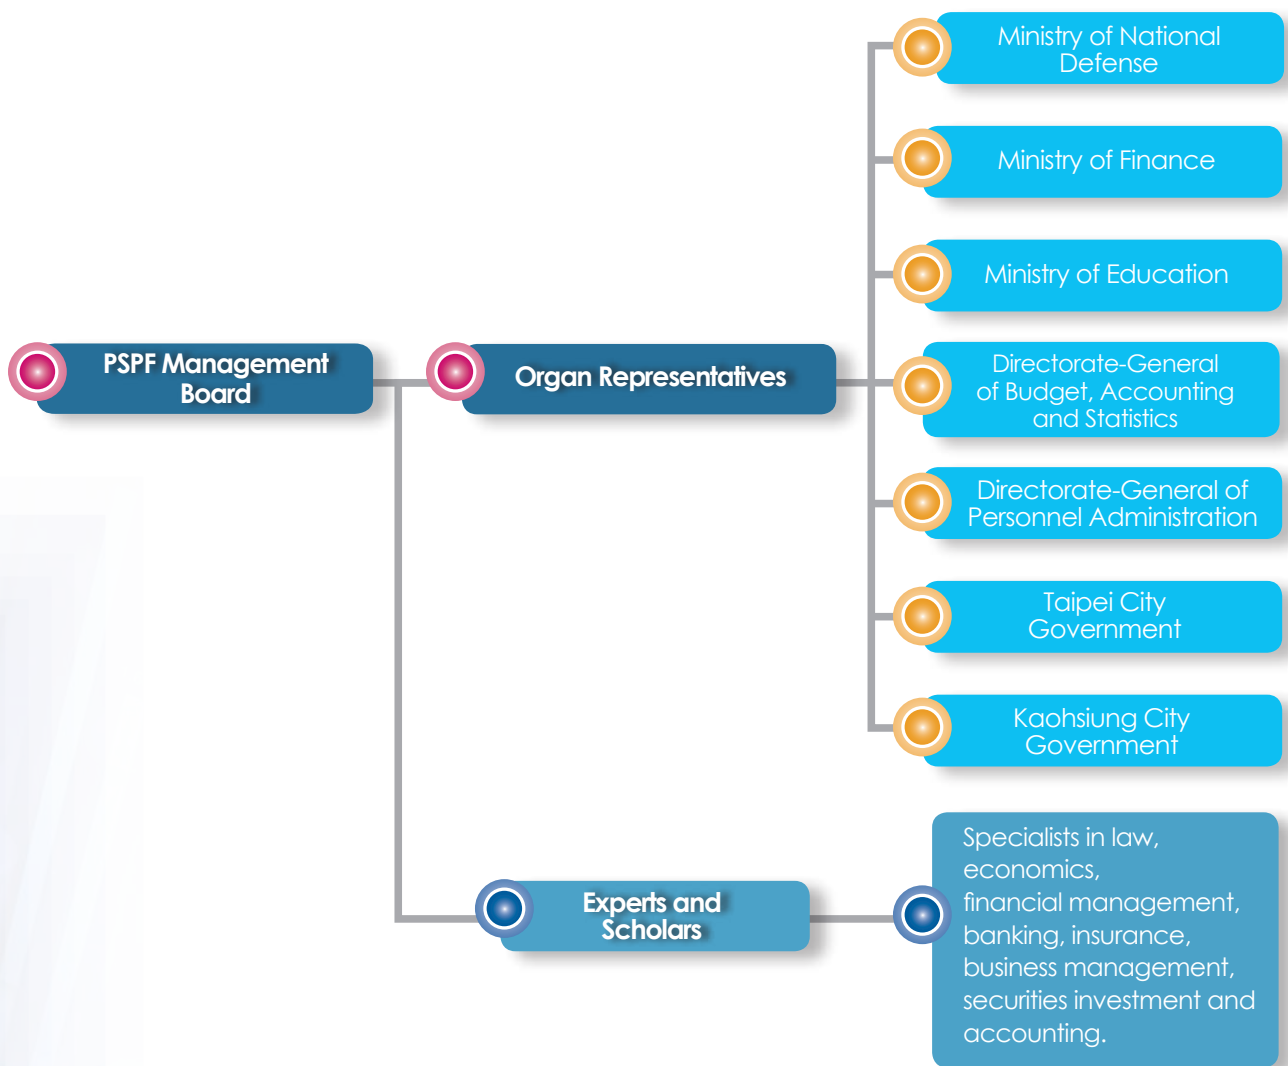 Ministry of National
Defense
Ministry of Finance
Ministry of Education
PSPF Management
Board
Organ Representatives
Directorate-General
of Budget, Accounting
and Statistics
Directorate-General of
Personnel Administration
Taipei City
Government
Kaohsiung City
Government
Experts and
Scholars
Specialists in law,
economics,
financial management,
banking, insurance,
business management,
securities investment and
accounting.